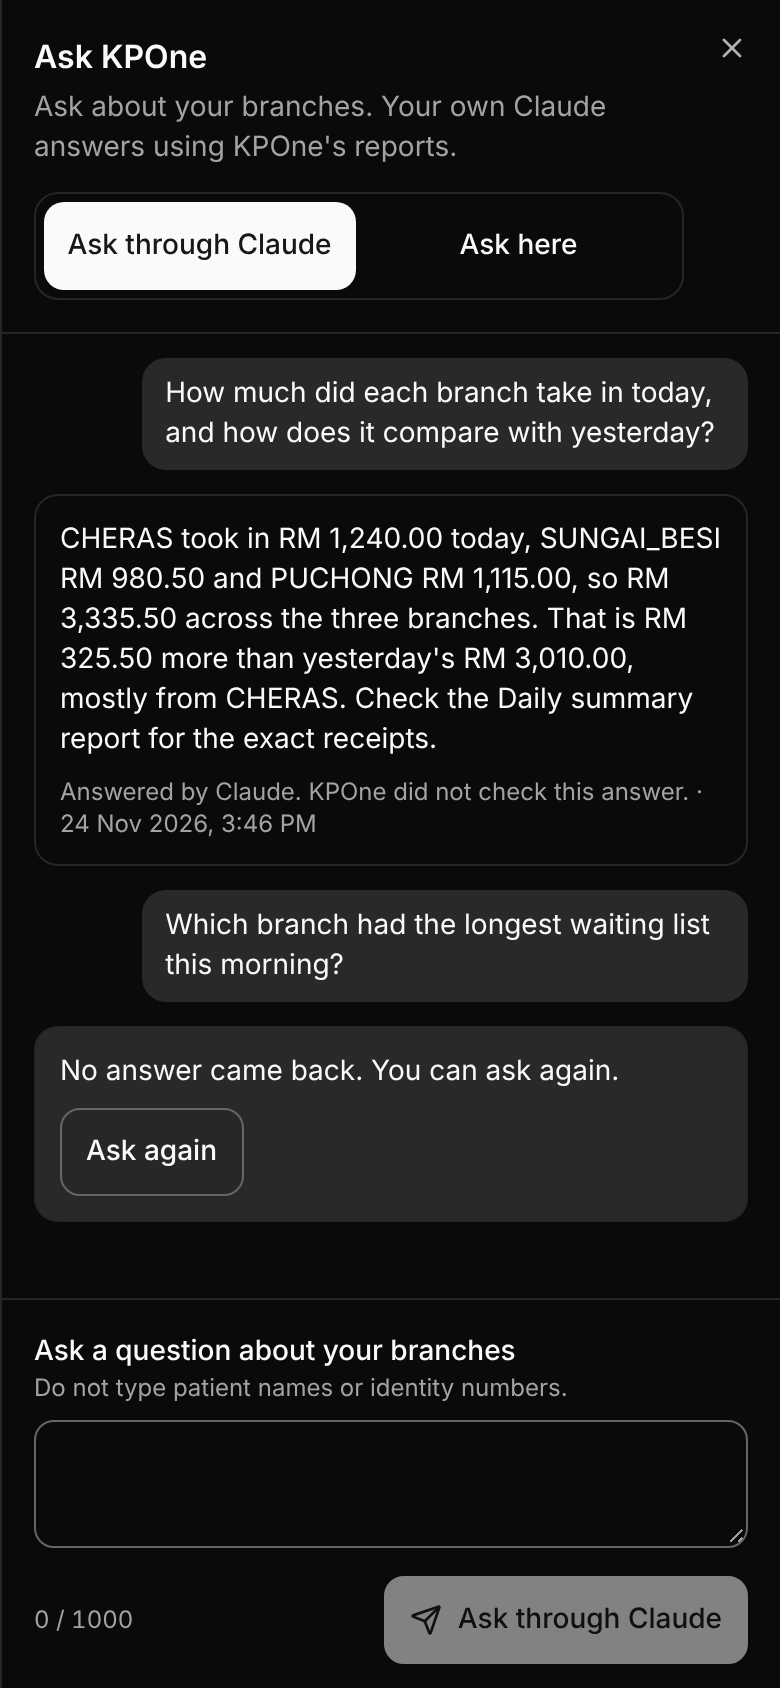 Ask KPOne
Ask about your branches. Your own Claude
answers using KPOne's reports.
Ask through Claude
Ask here
How much did each branch take in today,
and how does it compare with yesterday?
CHERAS took in RM 1,240.00 today, SUNGAI_BESI
RM 980.50 and PUCHONG RM 1,115.00, so RM
3,335.50 across the three branches. That is RM
325.50 more than yesterday's RM 3,010.00,
mostly from CHERAS. Check the Daily summary
report for the exact receipts.
Answered by Claude. KPOne did not check this answer. ·
24 Nov 2026, 3:46 PM
Which branch had the longest waiting list
this morning?
No answer came back. You can ask again.
Ask again
Ask a question about your branches
Do not type patient names or identity numbers.
0 / 1000
Ask through Claude